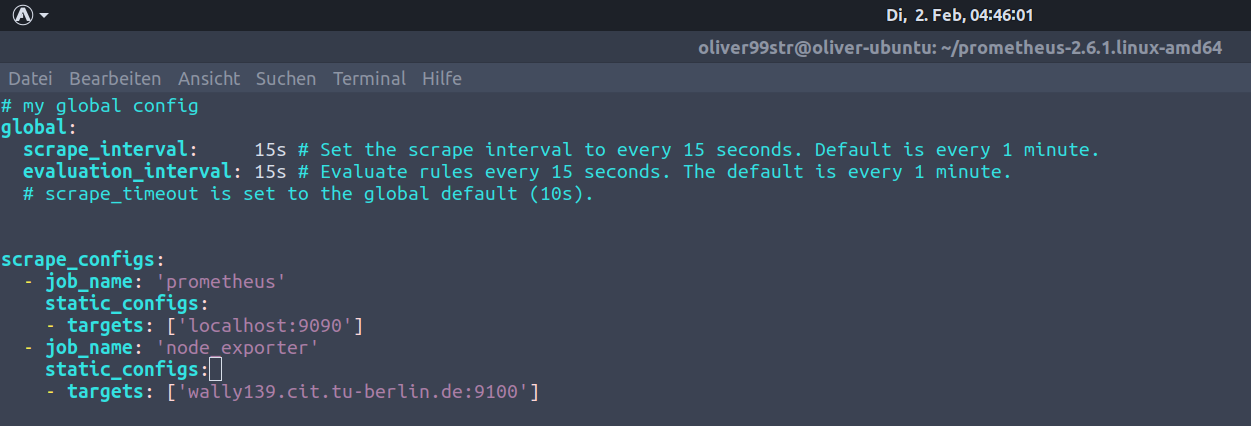 Di, 2. Feb, 04:46:01
oliver99str@oliver-ubuntu: ~/prometheus-2.6.1.linux-amd64
Datei Bearbeiten Ansicht Suchen Terminal Hilfe
# my global config
global:
  scrape_interval:     15s # Set the scrape interval to every 15 seconds. Default is every 1 minute.
  evaluation_interval: 15s # Evaluate rules every 15 seconds. The default is every 1 minute.
  # scrape_timeout is set to the global default (10s).
scrape_configs:
  - job_name: 'prometheus'
    static_configs:
    - targets: ['localhost:9090']
  - job_name: 'node_exporter'
    static_configs:
    - targets: ['wally139.cit.tu-berlin.de:9100']